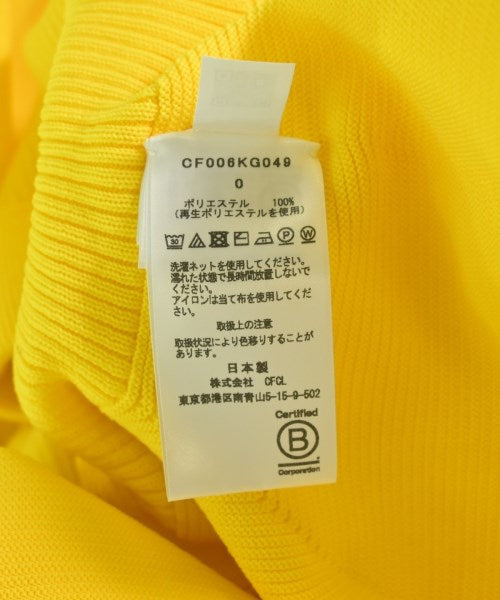 CF006KG049
0
ポリエステル 100%
(再生ポリエステルを使用)
30
P W
洗濯ネットを使用してください。
濡れた状態で長時間放置しないで
ください。
アイロンは当て布を使用してくだ
さい。
取扱上の注意
取扱状況により色移りすることが
あります。
日本製
株式会社 CFCL
東京都港区南青山5-15-9-502
Certified
B
Corporation